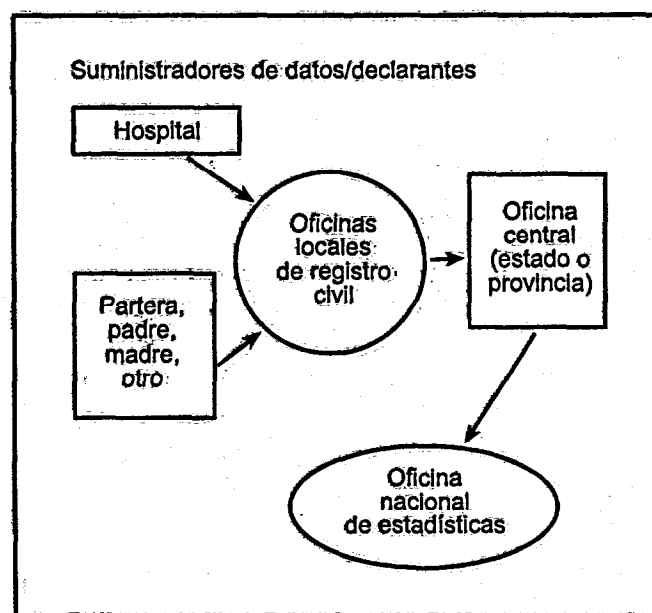 Suministradores de datos/declarantes
Hospital
Oficinas
locales
de registro
civil
Oficina
central
(estado o
provincia)
Partera,
padre,
madre,
otro
Oficina
nacional
de estadísticas